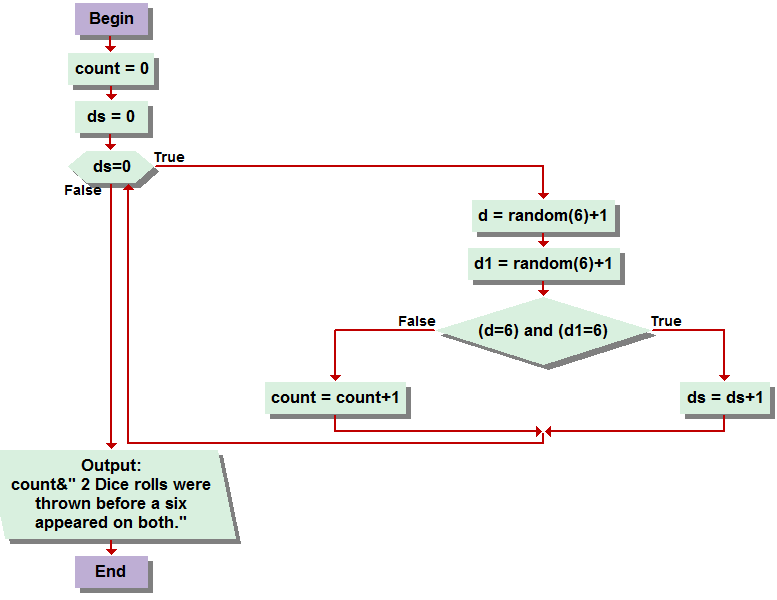 Begin
count = 0
ds = 0
ds=0
True
False
d = random(6)+1
d1 = random(6)+1
(d=6) and (d1=6)
False
True
count = count+1
ds = ds+1
Output:
count&" 2 Dice rolls were
thrown before a six
appeared on both."
End